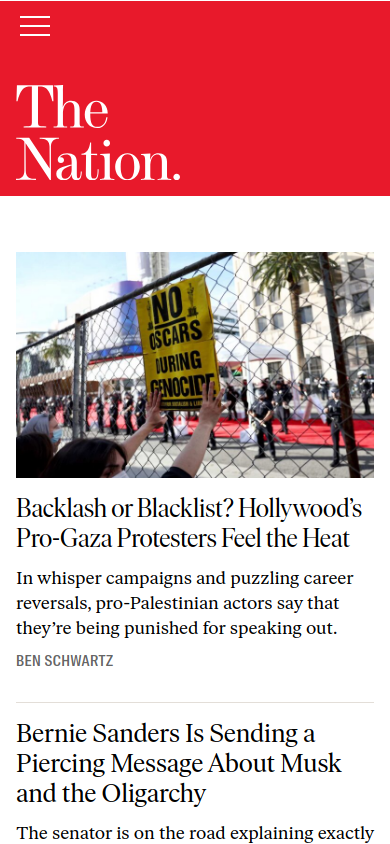 The
Nation.
NO
OSCARS
DURING
GENOCIDE
Backlash or Blacklist? Hollywood’s
Pro-Gaza Protesters Feel the Heat
In whisper campaigns and puzzling career
reversals, pro-Palestinian actors say that
they’re being punished for speaking out.
BEN SCHWARTZ
Bernie Sanders Is Sending a
Piercing Message About Musk
and the Oligarchy
The senator is on the road explaining exactly